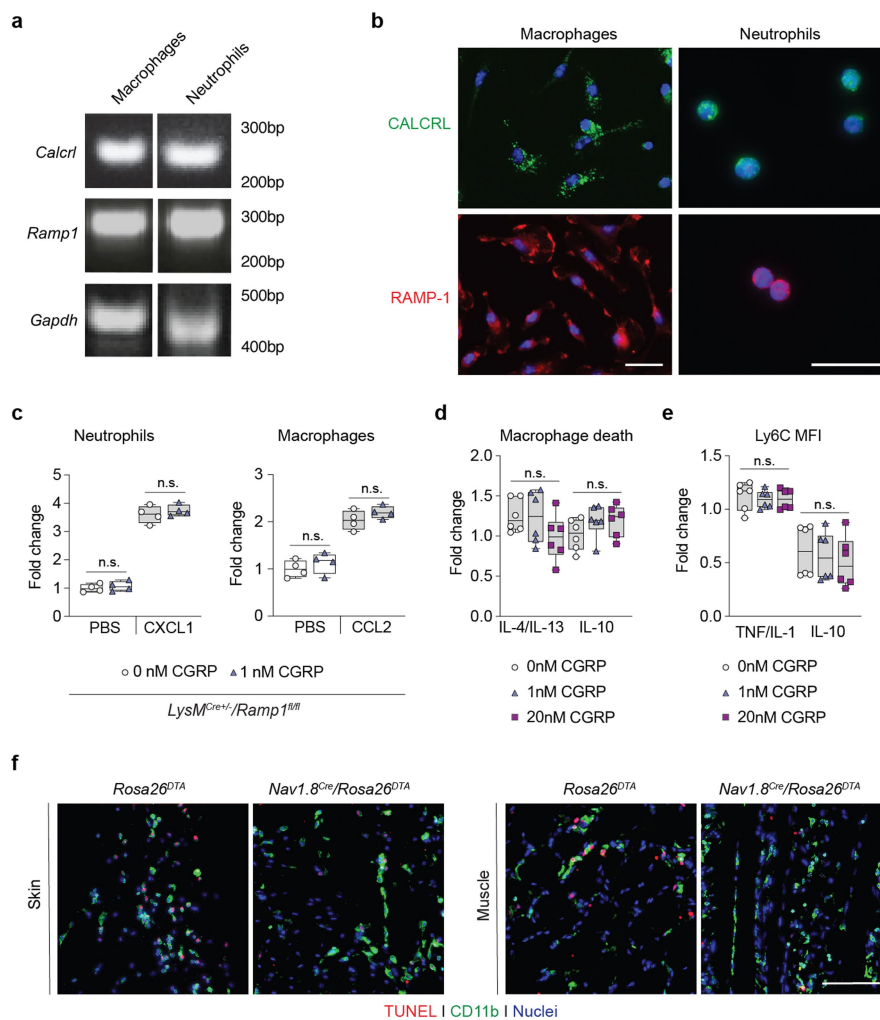 a
Macrophages
Neutrophils
Calcrl
300bp
200bp
Ramp1
300bp
200bp
Gapdh
500bp
400bp
b
Macrophages
Neutrophils
CALCRL
RAMP-1
c
Neutrophils
Macrophages
Fold change
5
4
3
2
1
0
n.s.
n.s.
PBS
CXCL1
Fold change
3
2
1
0
n.s.
n.s.
PBS
CCL2
0 nM CGRP
1 nM CGRP
LysMCre+/-/Ramp1fl/fl
d
Macrophage death
Fold change
2.0
1.5
1.0
0.5
0.0
n.s.
n.s.
IL-4/IL-13
IL-10
0nM CGRP
1nM CGRP
20nM CGRP
e
Ly6C MFI
Fold change
1.5
1.0
0.5
0.0
n.s.
n.s.
TNF/IL-1
IL-10
0nM CGRP
1nM CGRP
20nM CGRP
f
Rosa26DTA
Nav1.8Cre/Rosa26DTA
Rosa26DTA
Nav1.8Cre/Rosa26DTA
Skin
Muscle
TUNEL I CD11b I Nuclei